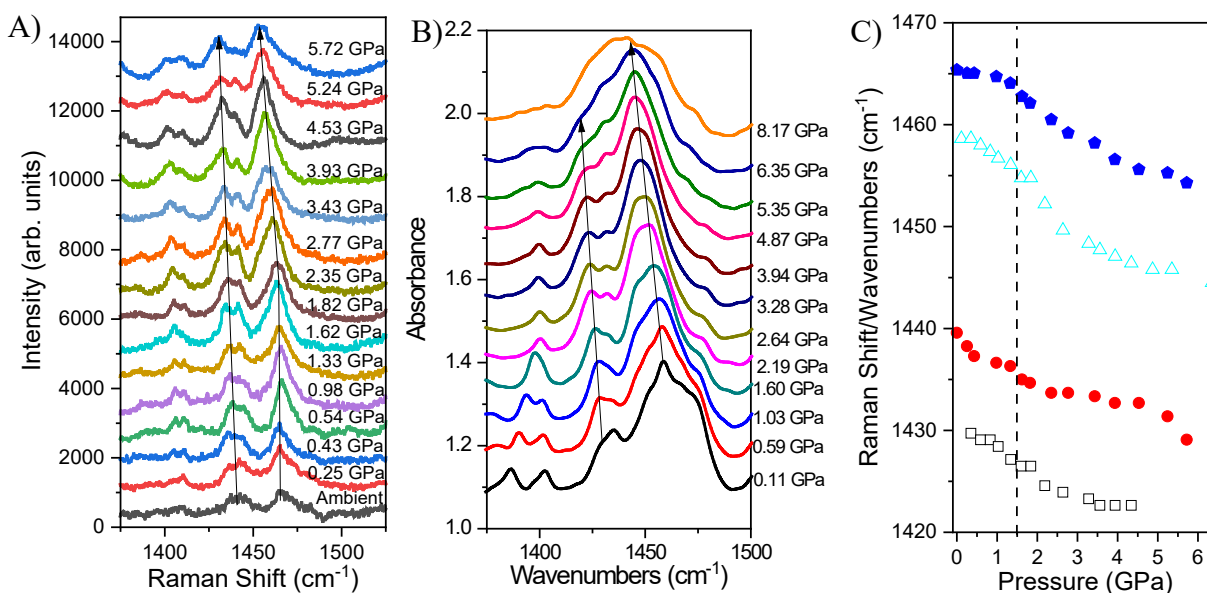 A)
14000
12000
10000
8000
6000
4000
2000
0
Intensity (arb. units)
5.72 GPa
5.24 GPa
4.53 GPa
3.93 GPa
3.43 GPa
2.77 GPa
2.35 GPa
1.82 GPa
1.62 GPa
1.33 GPa
0.98 GPa
0.54 GPa
0.43 GPa
0.25 GPa
Ambient
1400
1450
1500
Raman Shift (cm⁻¹)
B)
2.2
2.0
1.8
1.6
1.4
1.2
1.0
Absorbance
8.17 GPa
6.35 GPa
5.35 GPa
4.87 GPa
3.94 GPa
3.28 GPa
2.64 GPa
2.19 GPa
1.60 GPa
1.03 GPa
0.59 GPa
0.11 GPa
1400
1450
1500
Wavenumbers (cm⁻¹)
C)
1470
1460
1450
1440
1430
1420
Raman Shift/Wavenumbers (cm⁻¹)
0
1
2
3
4
5
6
Pressure (GPa)